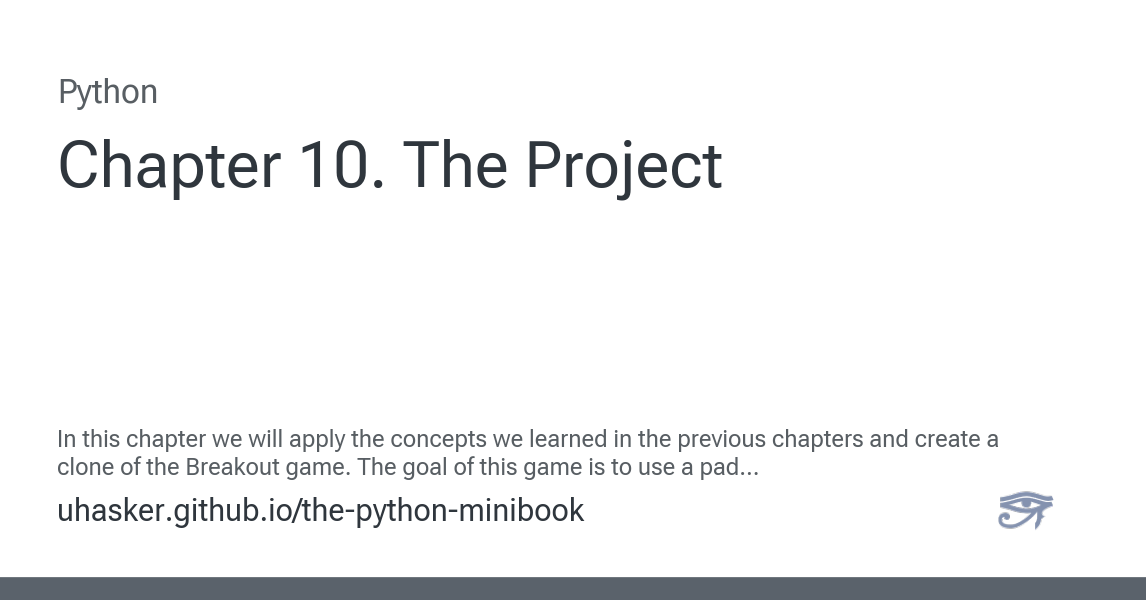 Python
Chapter 10. The Project
In this chapter we will apply the concepts we learned in the previous chapters and create a
clone of the Breakout game. The goal of this game is to use a pad...
uhasker.github.io/the-python-minibook